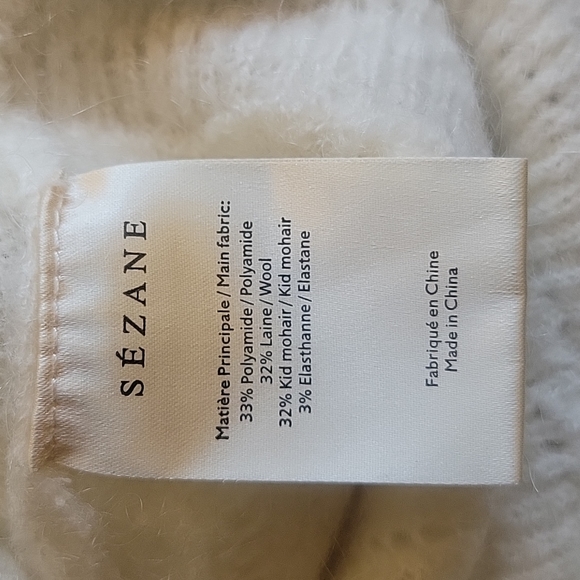 SÉZANE
Matière Principale / Main fabric:
33% Polyamide / Polyamide
32% Laine / Wool
32% Kid mohair / Kid mohair
3% Elasthanne / Elastane
Fabriqué en Chine
Made in China